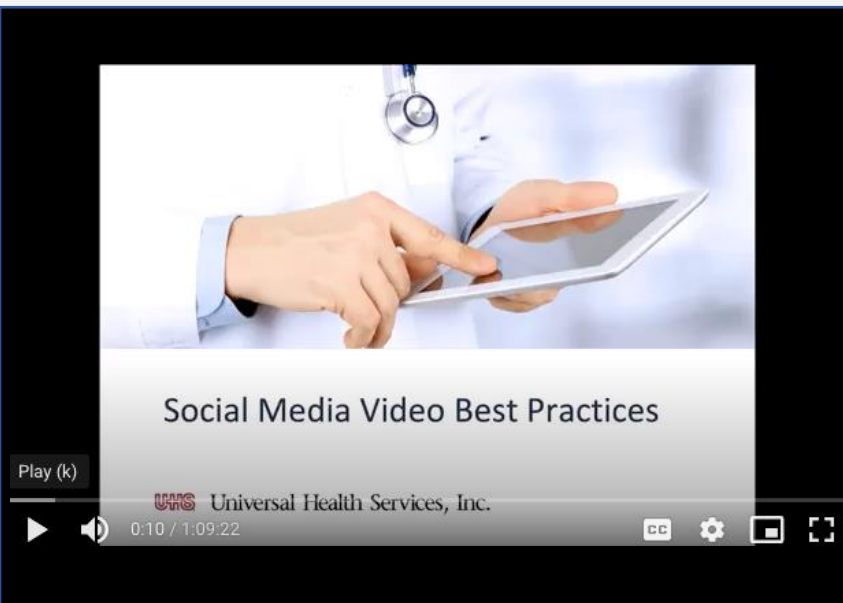 Social Media Video Best Practices
Play (k)
UHS Universal Health Services, Inc.
0:10 / 1:09:22
CC